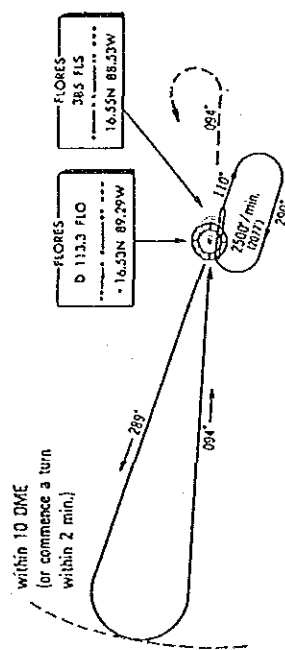 FLORES
385 FLS
16.55N 88.53W
FLORES
D 113.3 FLO
16.53N 89.29W
within 10 DME
(or commence a turn
within 2 min.)
289°
094°
094°
110°
2500'/min.
(2077)
290°